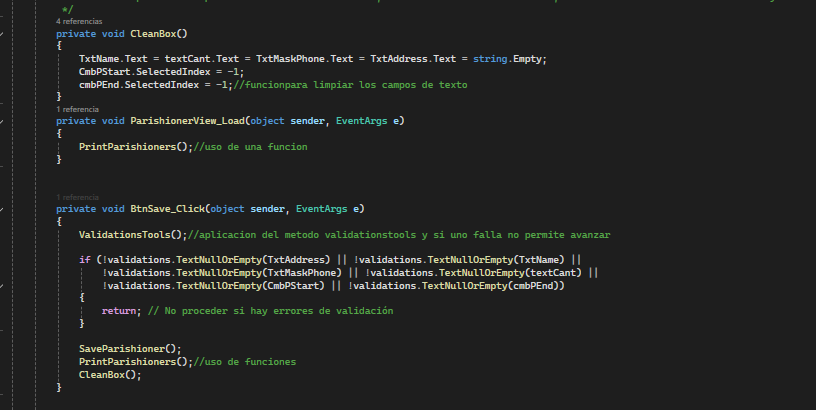 */
4 referencias
private void CleanBox()
{
TxtName.Text = textCant.Text = TxtMaskPhone.Text = TxtAddress.Text = string.Empty;
CmbPStart.SelectedIndex = -1;
cmbPEnd.SelectedIndex = -1;//funcionpara limpiar los campos de texto
}
1 referencia
private void ParishionerView_Load(object sender, EventArgs e)
{
PrintParishioners();//uso de una funcion
}
1 referencia
private void BtnSave_Click(object sender, EventArgs e)
{
ValidationsTools();//aplicacion del metodo validationstools y si uno falla no permite avanzar
if (!validations.TextNullOrEmpty(TxtAddress) || !validations.TextNullOrEmpty(TxtName) ||
!validations.TextNullOrEmpty(TxtMaskPhone) || !validations.TextNullOrEmpty(textCant) ||
!validations.TextNullOrEmpty(CmbPStart) || !validations.TextNullOrEmpty(cmbPEnd))
{
return; // No proceder si hay errores de validación
}
SaveParishioner();
PrintParishioners();//uso de funciones
CleanBox();
}